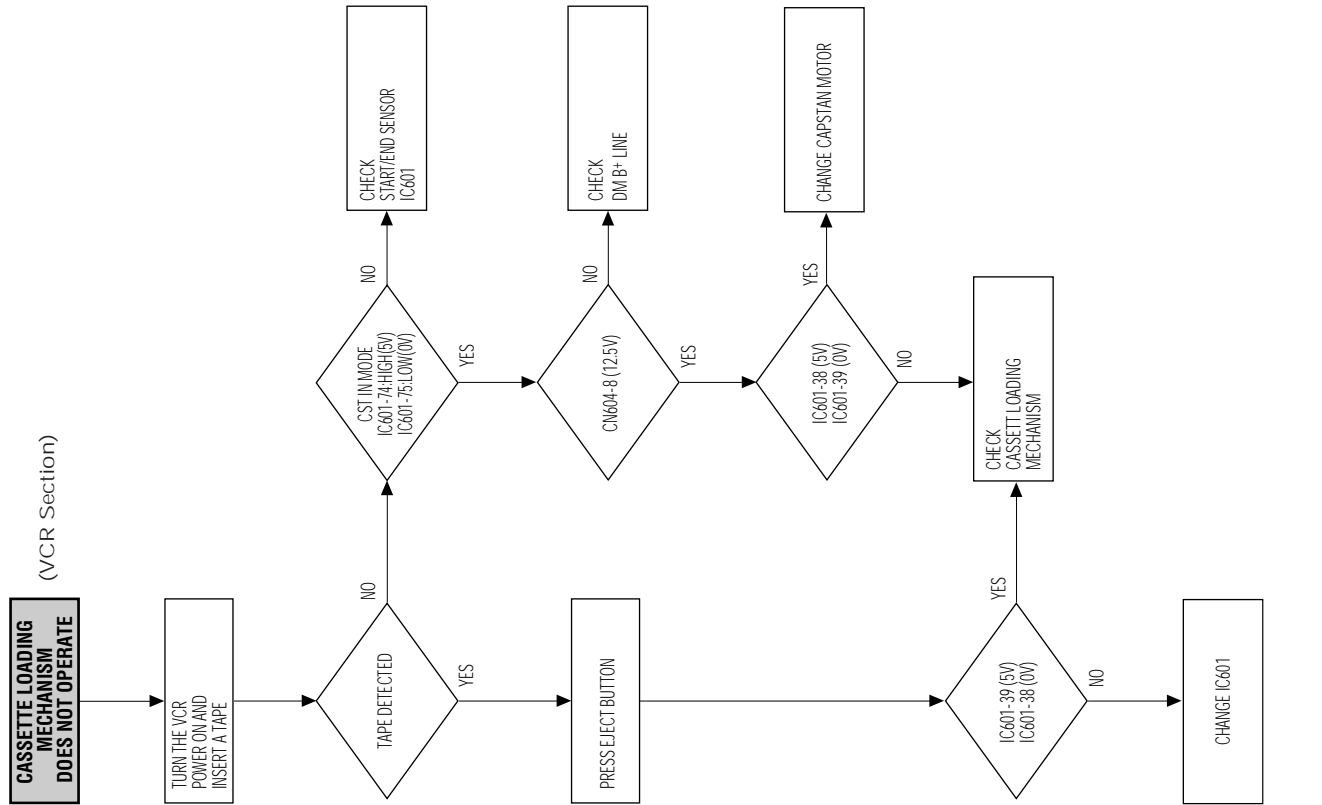 CASSETTE LOADING
MECHANISM
DOES NOT OPERATE
(VCR Section)
TURN THE VCR
POWER ON AND
INSERT A TAPE
TAPE DETECTED
NO
YES
CST IN MODE
IC601-74:HIGH(5V)
IC601-75:LOW(0V)
NO
YES
CHECK
START/END SENSOR
IC601
CN604-8 (12.5V)
NO
YES
CHECK
DM B+ LINE
IC601-38 (5V)
IC601-39 (0V)
YES
NO
CHANGE CAPSTAN MOTOR
PRESS EJECT BUTTON
IC601-39 (5V)
IC601-38 (0V)
YES
NO
CHECK
CASSETT LOADING
MECHANISM
CHANGE IC601